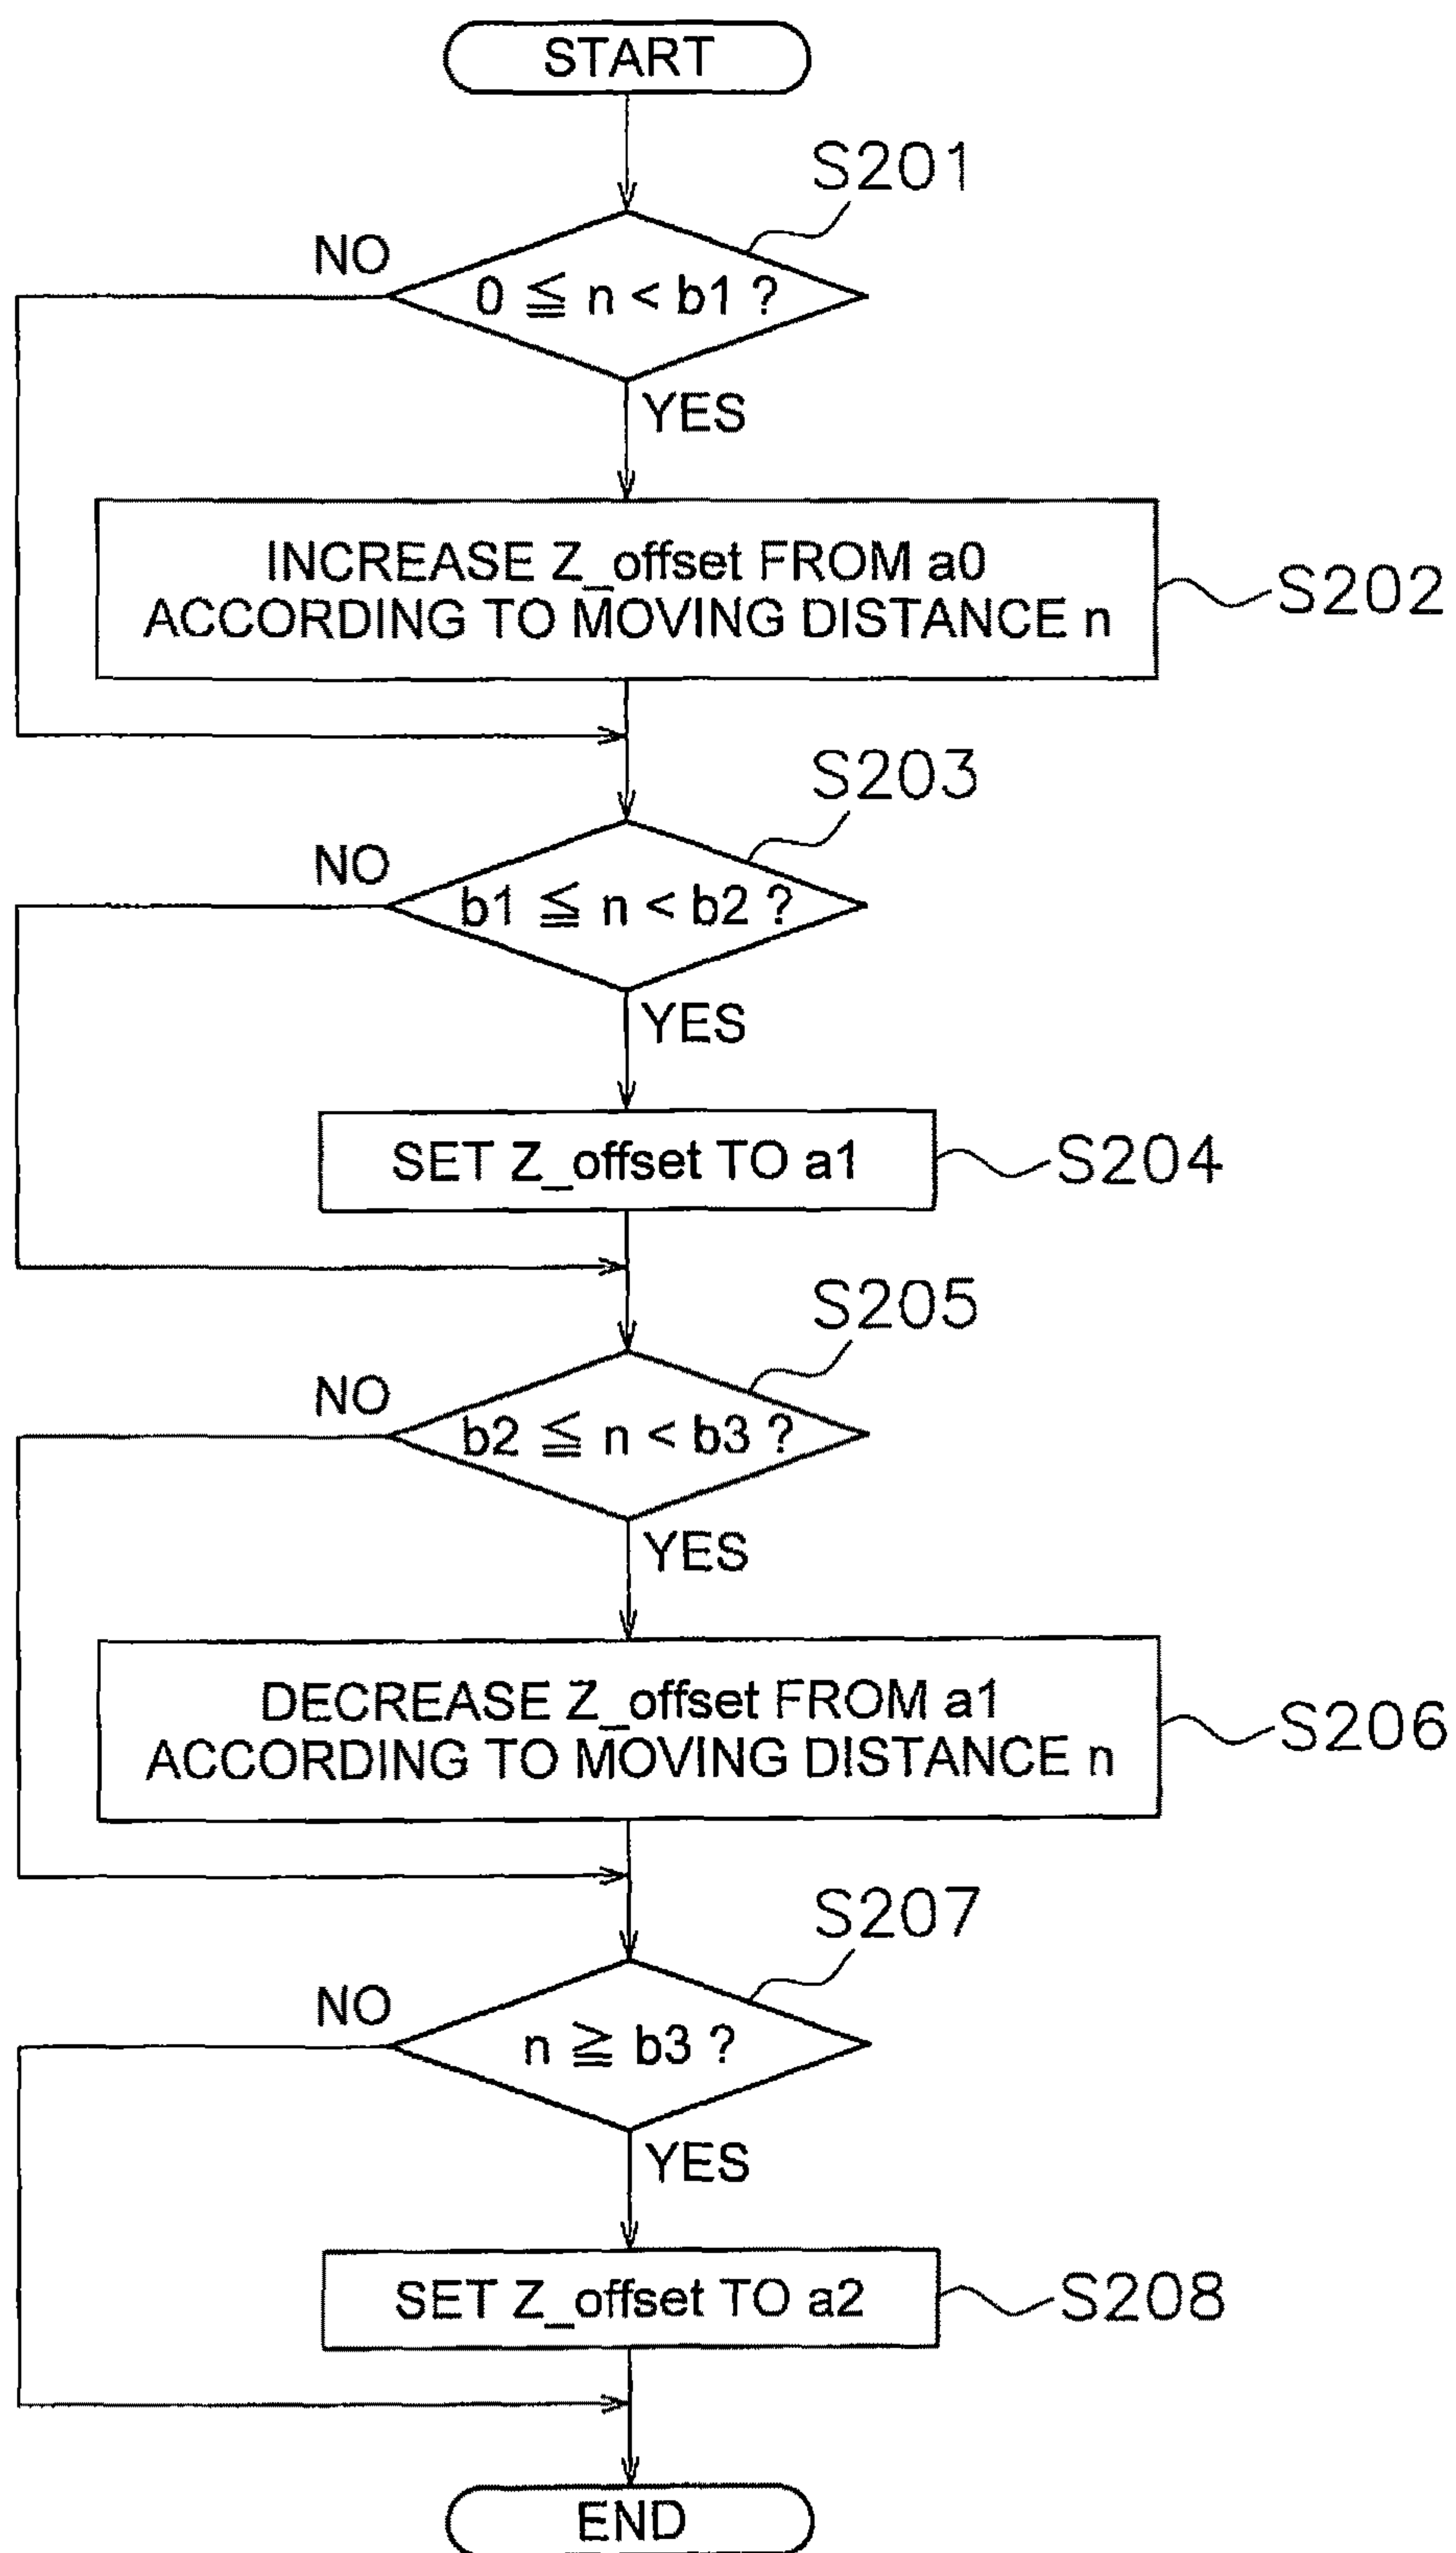 START
S201
NO
0 ≦ n < b1 ?
YES
INCREASE Z_offset FROM a0
ACCORDING TO MOVING DISTANCE n
S202
S203
NO
b1 ≦ n < b2 ?
YES
SET Z_offset TO a1
S204
S205
NO
b2 ≦ n < b3 ?
YES
DECREASE Z_offset FROM a1
ACCORDING TO MOVING DISTANCE n
S206
S207
NO
n ≧ b3 ?
YES
SET Z_offset TO a2
S208
END